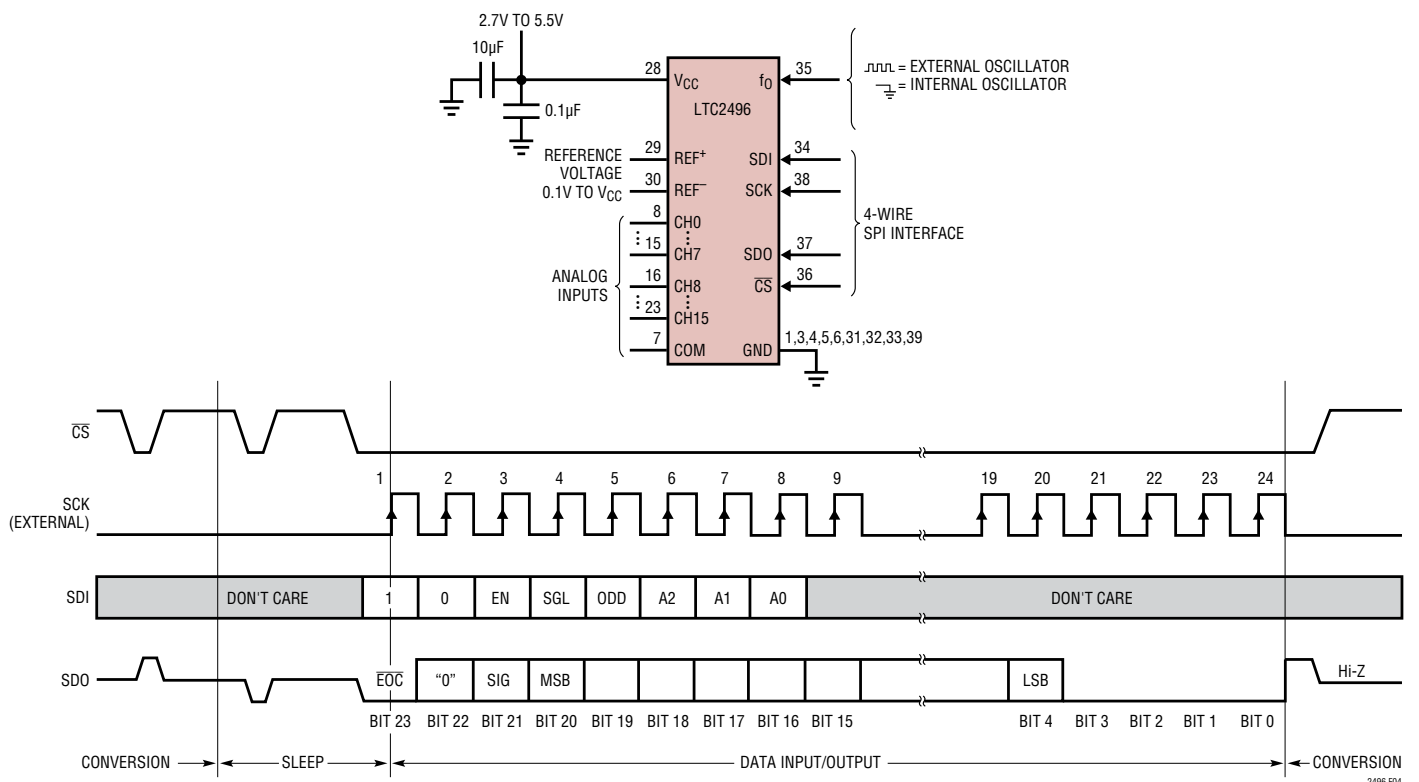 2.7V TO 5.5V
10µF
0.1µF
28
VCC
LTC2496
fO
35
= EXTERNAL OSCILLATOR
= INTERNAL OSCILLATOR
REFERENCE
VOLTAGE
0.1V TO VCC
29
REF+
30
REF–
SDI
34
SCK
38
4-WIRE
SPI INTERFACE
SDO
37
CS
36
ANALOG
INPUTS
8
CH0
15
CH7
16
CH8
23
CH15
7
COM
GND
1,3,4,5,6,31,32,33,39
CS
SCK
(EXTERNAL)
1 2 3 4 5 6 7 8 9 19 20 21 22 23 24
SDI
DON'T CARE 1 0 EN SGL ODD A2 A1 A0 DON'T CARE
SDO
EOC "0" SIG MSB LSB Hi-Z
BIT 23 BIT 22 BIT 21 BIT 20 BIT 19 BIT 18 BIT 17 BIT 16 BIT 15 BIT 4 BIT 3 BIT 2 BIT 1 BIT 0
CONVERSION SLEEP DATA INPUT/OUTPUT CONVERSION
2496 F04